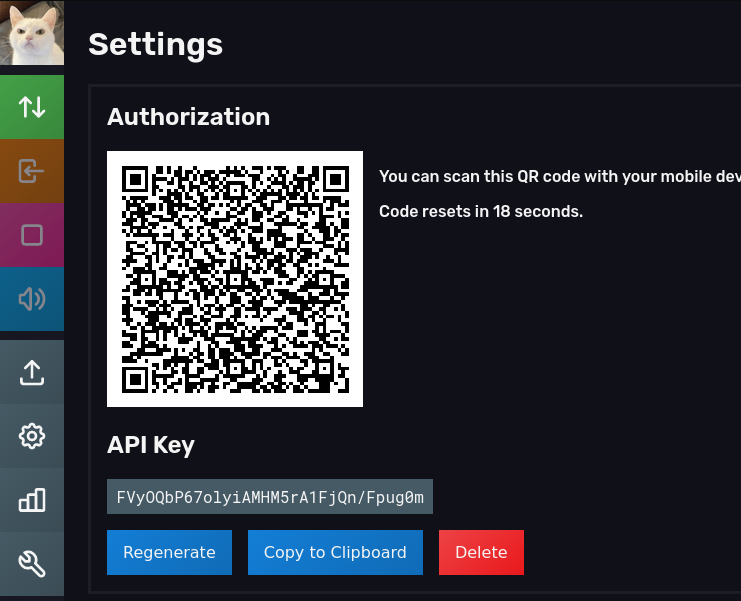 Settings
Authorization
You can scan this QR code with your mobile dev
Code resets in 18 seconds.
API Key
FVyOQbP67olyiAMHM5rA1FjQn/Fpug0m
Regenerate
Copy to Clipboard
Delete